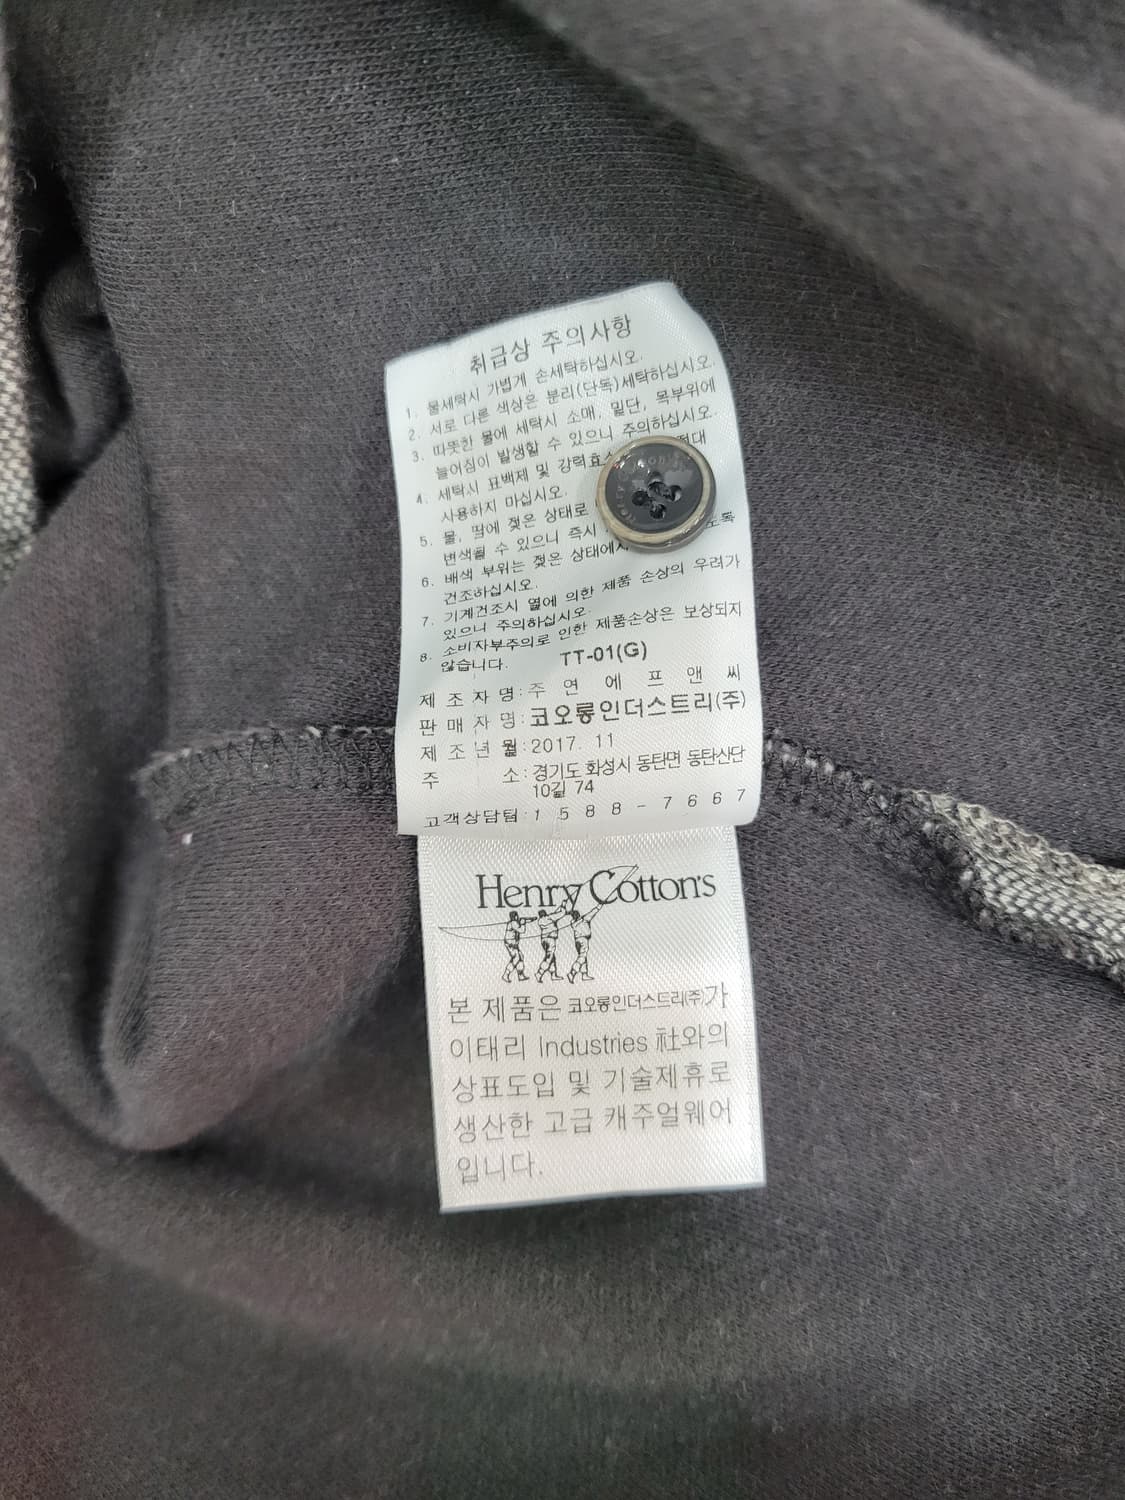 취급상 주의사항
1. 물세탁시 가볍게 손세탁하십시오.
2. 서로 다른 색상은 분리(단독)세탁하십시오.
3. 따뜻한 물에 세탁시 소매, 밑단, 목부위에
늘어짐이 발생할 수 있으니 주의하십시오.
4. 세탁시 표백제 및 절대
사용하지 마십시오.
5. 물, 땀에 젖은 상태로
변색될 수 있으니 즉시
6. 배색 부위는 젖은 상태에서
건조하십시오.
7. 기계건조시 열에 의한 제품 손상의 우려가
있으니 주의하십시오.
8. 소비자부주의로 인한 제품손상은 보상되지
않습니다.
TT-01(G)
제 조 자 명 : 주 연 에 프 앤 씨
판 매 자 명 : 코오롱인더스트리(주)
제 조 년 월 : 2017. 11
주 소 : 경기도 화성시 동탄면 동탄산단
10길 74
고객상담팀 : 1 5 8 8 - 7 6 6 7
Henry Cotton's
본 제품은 코오롱인더스트리(주)가
이태리 Industries 社와의
상표도입 및 기술제휴로
생산한 고급 캐주얼웨어
입니다.